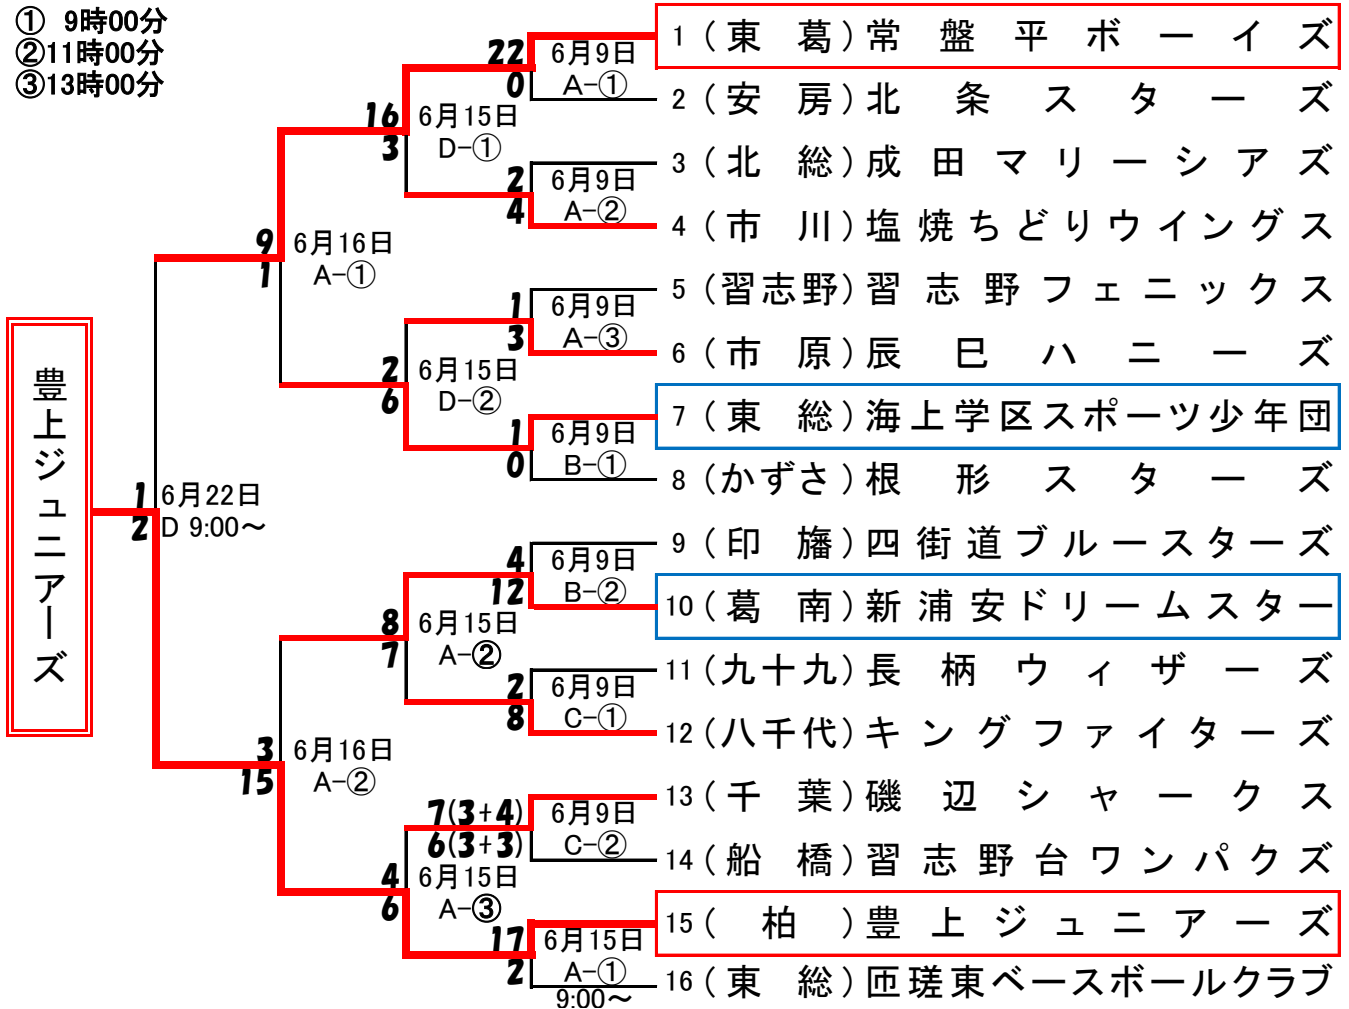 ① 9時00分
②11時00分
③13時00分
1 (東 葛) 常盤平ボーイズ
22
6月9日
0
A-①
2 (安 房) 北条スターズ
16
6月15日
3
D-①
3 (北 総) 成田マリーシアズ
2
6月9日
4
A-②
4 (市 川) 塩焼ちどりウイングス
9
6月16日
1
A-①
5 (習志野) 習志野フェニックス
1
6月9日
3
A-③
6 (市 原) 辰巳ハニーズ
2
6月15日
6
D-②
7 (東 総) 海上学区スポーツ少年団
1
6月9日
0
B-①
8 (かずさ) 根形スターズ
豊上ジュニアーズ
1
6月22日
2
D 9:00～
9 (印 旛) 四街道ブルースターズ
4
6月9日
12
B-②
10 (葛 南) 新浦安ドリームスター
8
6月15日
7
A-②
11 (九十九) 長柄ウィザーズ
2
6月9日
8
C-①
12 (八千代) キングファイターズ
3
6月16日
15
A-②
13 (千 葉) 磯辺シャークス
7(3+4)
6月9日
6(3+3)
C-②
14 (船 橋) 習志野台ワンパクズ
4
6月15日
6
A-③
15 (柏) 豊上ジュニアーズ
17
6月15日
2
A-①
9:00～
16 (東 総) 匝瑳東ベースボールクラブ